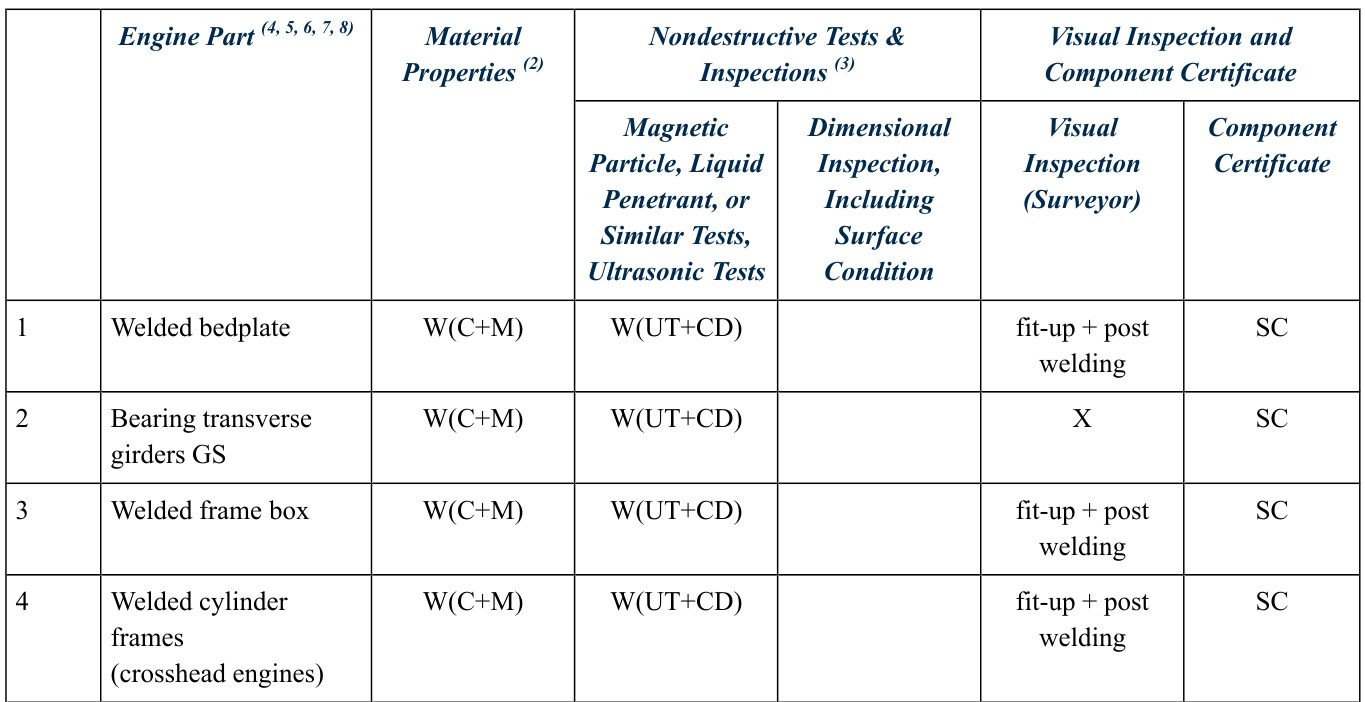 Engine Part (4, 5, 6, 7, 8)
Material
Properties (2)
Nondestructive Tests &
Inspections (3)
Visual Inspection and
Component Certificate
Magnetic
Particle, Liquid
Penetrant, or
Similar Tests,
Ultrasonic Tests
Dimensional
Inspection,
Including
Surface
Condition
Visual
Inspection
(Surveyor)
Component
Certificate
1
Welded bedplate
W(C+M)
W(UT+CD)
fit-up + post
welding
SC
2
Bearing transverse
girders GS
W(C+M)
W(UT+CD)
X
SC
3
Welded frame box
W(C+M)
W(UT+CD)
fit-up + post
welding
SC
4
Welded cylinder
frames
(crosshead engines)
W(C+M)
W(UT+CD)
fit-up + post
welding
SC